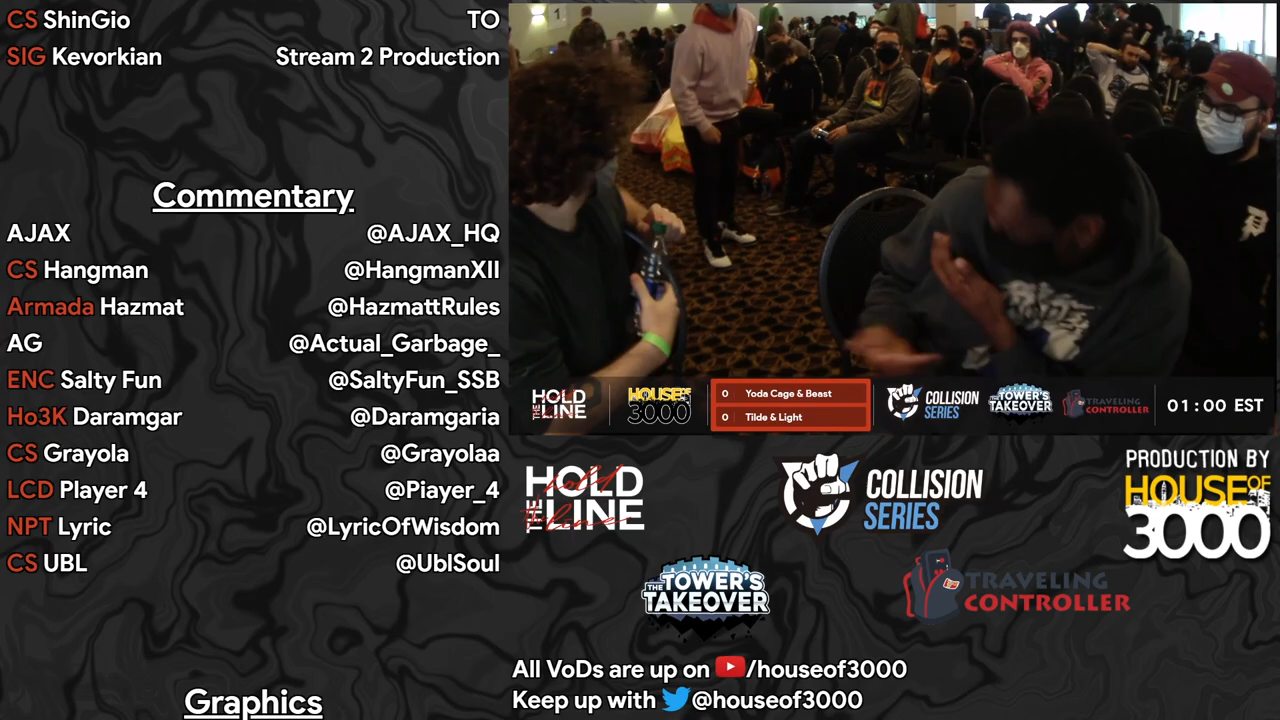 CS ShinGio TO
SIG Kevorkian Stream 2 Production
Commentary
AJAX @AJAX_HQ
CS Hangman @HangmanXII
Armada Hazmat @HazmattRules
AG @Actual_Garbage_
ENC Salty Fun @SaltyFun_SSB
Ho3K Daramgar @Daramgaria
CS Grayola @Grayolaa
LCD Player 4 @Piayer_4
NPT Lyric @LyricOfWisdom
CS UBL @UblSoul
Graphics
1
HOLD THE LINE
HOUSE OF 3000
0 Yoda Cage & Beast
0 Tilde & Light
COLLISION SERIES
THE TOWER'S TAKEOVER
TRAVELING CONTROLLER
01:00 EST
HOLD THE LINE
hold the line
COLLISION SERIES
PRODUCTION BY
HOUSE OF
3000
THE TOWER'S TAKEOVER
TRAVELING CONTROLLER
All VoDs are up on /houseof3000
Keep up with @houseof3000